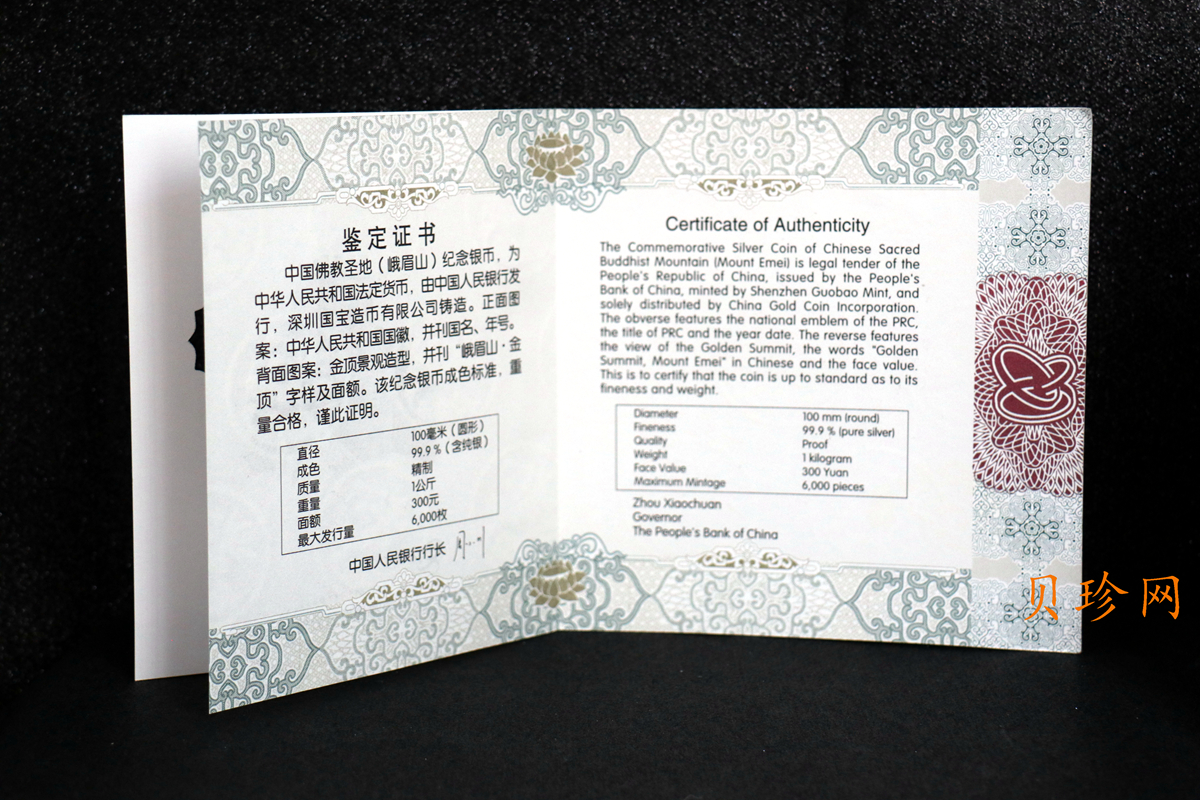 鉴定证书
中国佛教圣地（峨眉山）纪念银币，为
中华人民共和国法定货币，由中国人民银行发
行，深圳国宝造币有限公司铸造。正面图
案：中华人民共和国国徽，并刊国名、年号。
背面图案：金顶景观造型，并刊“峨眉山·金
顶”字样及面额。该纪念银币成色标准，重
量合格，谨此证明。
直径 100毫米（圆形）
成色 99.9％（含纯银）
质量 精制
重量 1公斤
面额 300元
最大发行量 6,000枚
中国人民银行行长
Certificate of Authenticity
The Commemorative Silver Coin of Chinese Sacred
Buddhist Mountain (Mount Emei) is legal tender of the
People's Republic of China, issued by the People's
Bank of China, minted by Shenzhen Guobao Mint, and
solely distributed by China Gold Coin Incorporation.
The obverse features the national emblem of the PRC,
the title of PRC and the year date. The reverse features
the view of the Golden Summit, the words "Golden
Summit, Mount Emei" in Chinese and the face value.
This is to certify that the coin is up to standard as to its
fineness and weight.
Diameter 100 mm (round)
Fineness 99.9 % (pure silver)
Quality Proof
Weight 1 kilogram
Face Value 300 Yuan
Maximum Mintage 6,000 pieces
Zhou Xiaochuan
Governor
The People's Bank of China
贝珍网